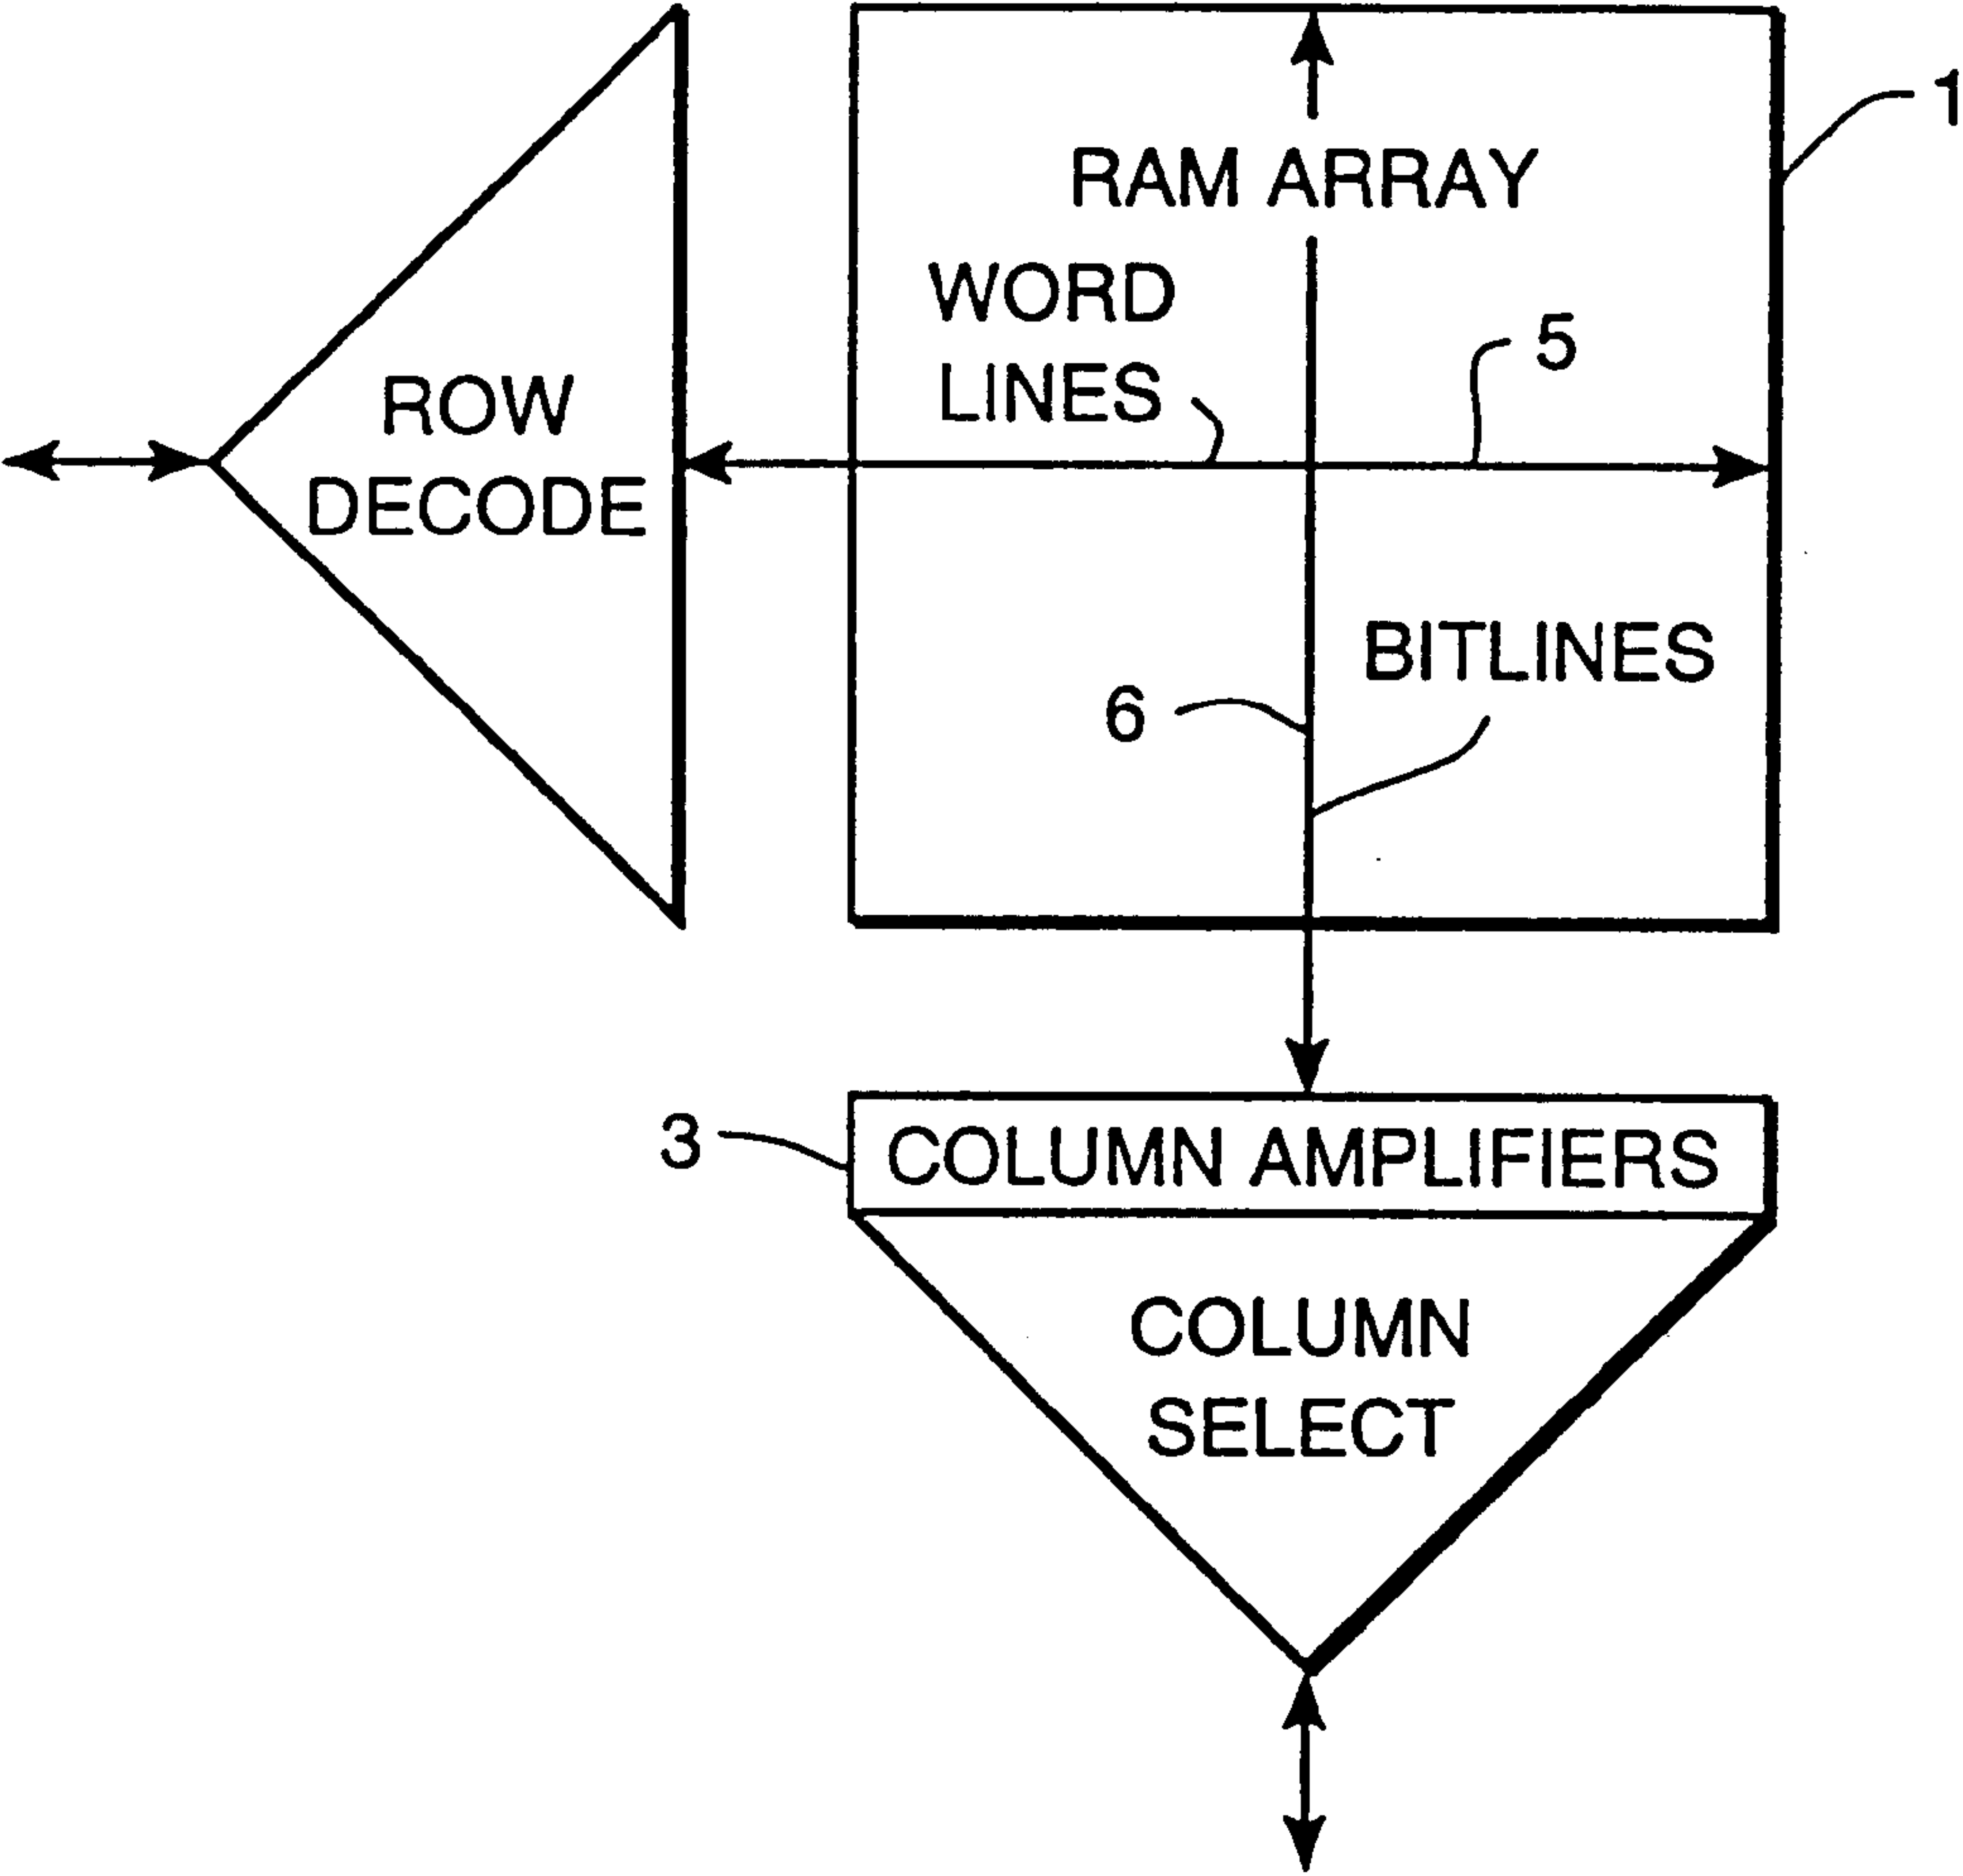 1
RAM ARRAY
WORD
LINES
5
ROW
DECODE
BITLINES
6
3
COLUMN AMPLIFIERS
COLUMN
SELECT